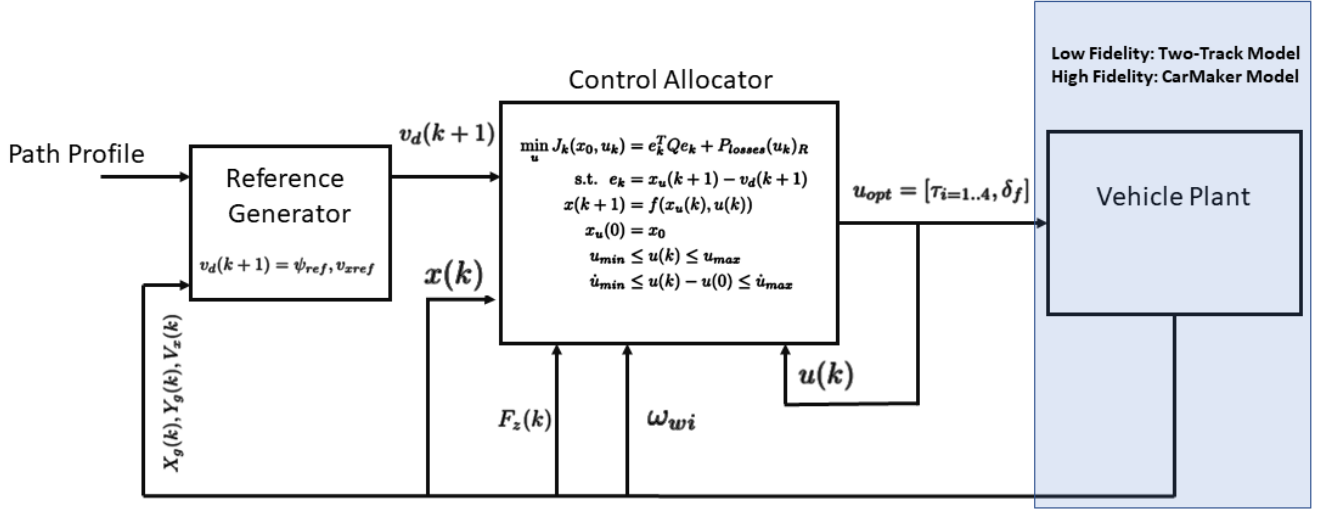 Low Fidelity: Two-Track Model
High Fidelity: CarMaker Model
Control Allocator
Path Profile
Reference
Generator
v_d(k+1) = ψ_ref, v_xref
v_d(k+1)
min_u J_k(x_0, u_k) = e_k^T Q e_k + P_losses(u_k)_R
s.t. e_k = x_u(k+1) − v_d(k+1)
x(k+1) = f(x_u(k), u(k))
x_u(0) = x_0
u_min ≤ u(k) ≤ u_max
u̇_min ≤ u(k) − u(0) ≤ u̇_max
u_opt = [τ_i=1..4, δ_f]
Vehicle Plant
x(k)
X_g(k), Y_g(k), V_x(k)
F_z(k)
ω_wi
u(k)